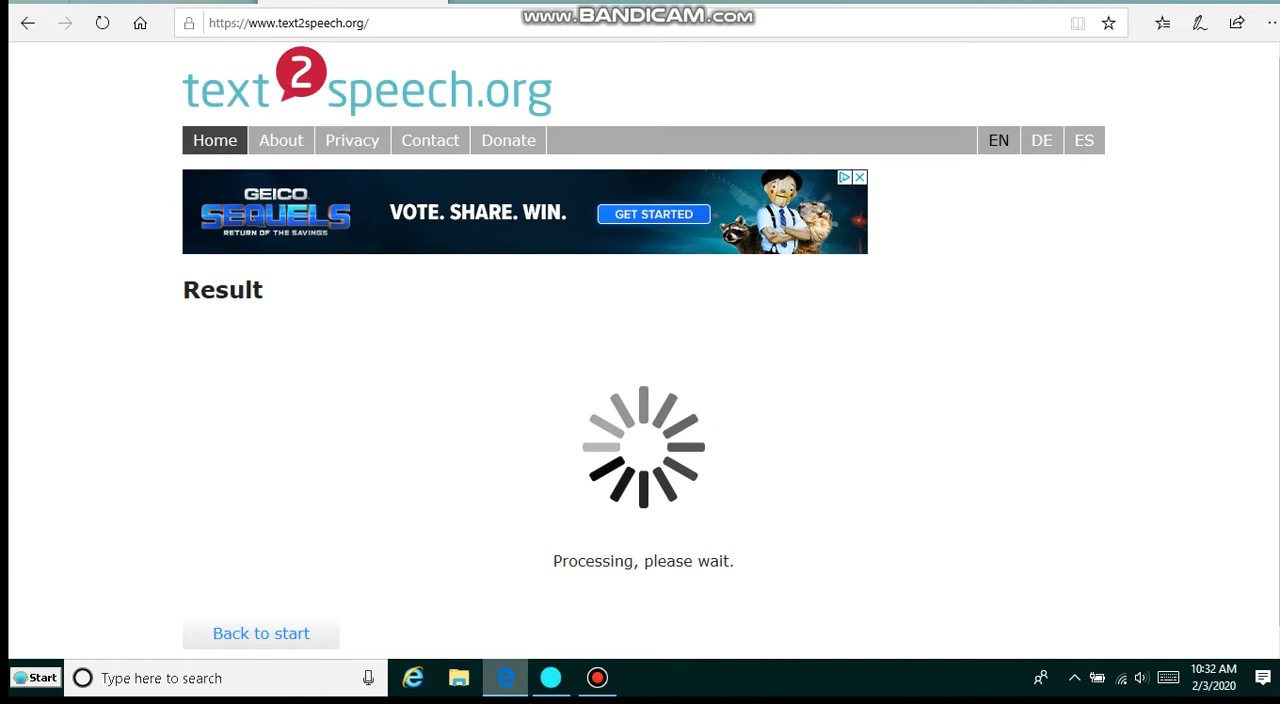 https://www.text2speech.org/
www.BANDICAM.com
text2speech.org
Home About Privacy Contact Donate EN DE ES
GEICO
SEQUELS
RETURN OF THE SAVINGS
VOTE. SHARE. WIN.
GET STARTED
Result
Processing, please wait.
Back to start
Start
Type here to search
10:32 AM
2/3/2020